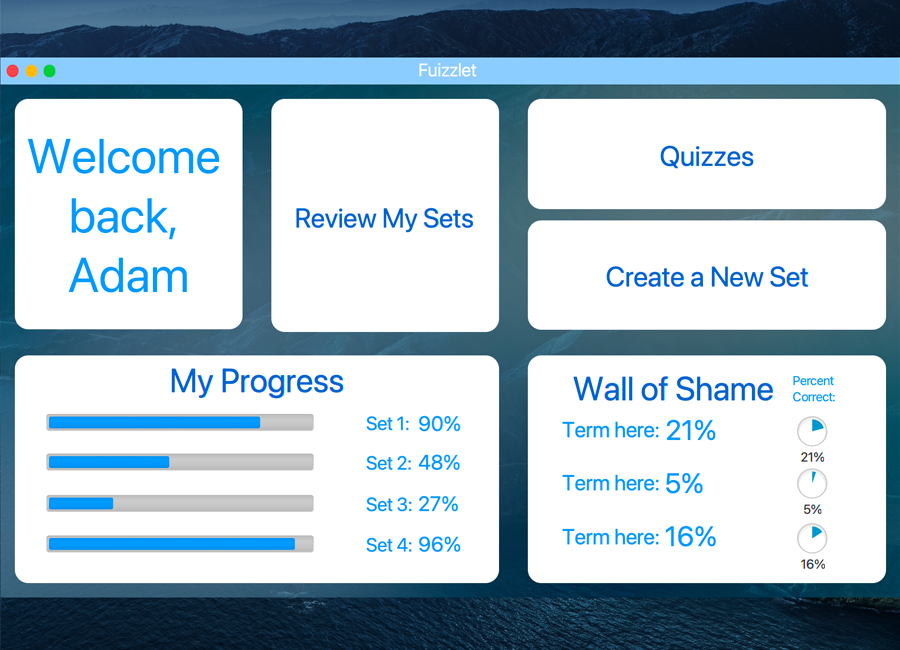 Fuizzlet
Welcome
back,
Adam
Review My Sets
Quizzes
Create a New Set
My Progress
Set 1: 90%
Set 2: 48%
Set 3: 27%
Set 4: 96%
Wall of Shame
Percent
Correct:
Term here: 21%
21%
Term here: 5%
5%
Term here: 16%
16%